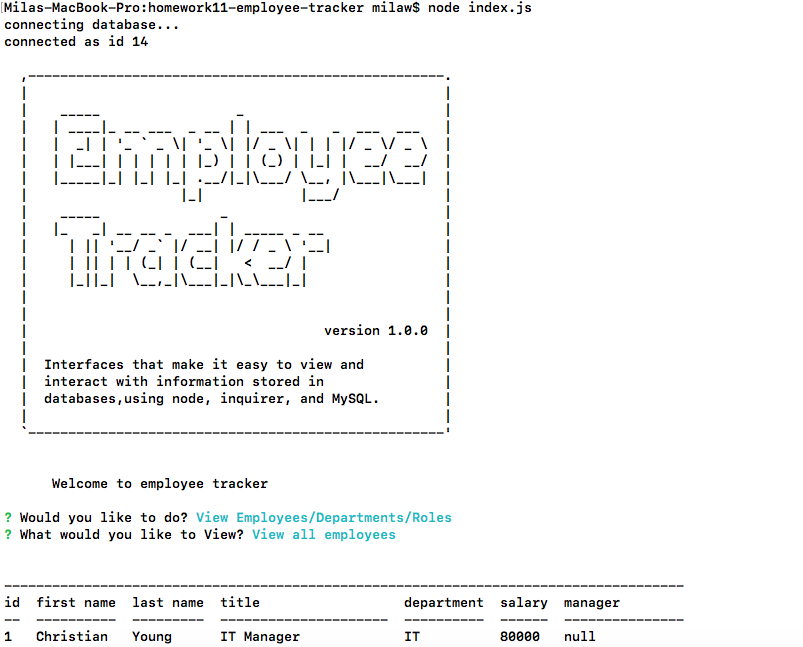 Milas-MacBook-Pro:homework11-employee-tracker milaw$ node index.js
connecting database...
connected as id 14
Employee
Tracker
version 1.0.0
Interfaces that make it easy to view and
interact with information stored in
databases,using node, inquirer, and MySQL.
Welcome to employee tracker
? Would you like to do? View Employees/Departments/Roles
? What would you like to View? View all employees
id first name last name title department salary manager
1 Christian Young IT Manager IT 80000 null